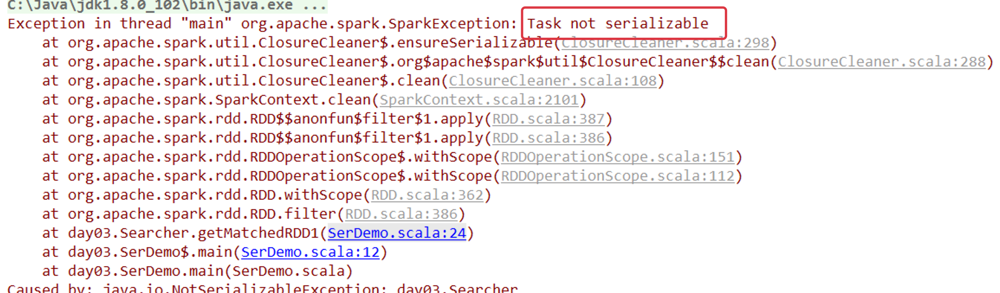 C:\Java\jdk1.8.0_102\bin\java.exe ...
Exception in thread "main" org.apache.spark.SparkException: Task not serializable
at org.apache.spark.util.ClosureCleaner$.ensureSerializable(ClosureCleaner.scala:298)
at org.apache.spark.util.ClosureCleaner$.org$apache$spark$util$ClosureCleaner$$clean(ClosureCleaner.scala:288)
at org.apache.spark.util.ClosureCleaner$.clean(ClosureCleaner.scala:108)
at org.apache.spark.SparkContext.clean(SparkContext.scala:2101)
at org.apache.spark.rdd.RDD$$anonfun$filter$1.apply(RDD.scala:387)
at org.apache.spark.rdd.RDD$$anonfun$filter$1.apply(RDD.scala:386)
at org.apache.spark.rdd.RDDOperationScope$.withScope(RDDOperationScope.scala:151)
at org.apache.spark.rdd.RDDOperationScope$.withScope(RDDOperationScope.scala:112)
at org.apache.spark.rdd.RDD.withScope(RDD.scala:362)
at org.apache.spark.rdd.RDD.filter(RDD.scala:386)
at day03.Searcher.getMatchedRDD1(SerDemo.scala:24)
at day03.SerDemo$.main(SerDemo.scala:12)
at day03.SerDemo.main(SerDemo.scala)
Caused by: java.io.NotSerializableException: day03.Searcher